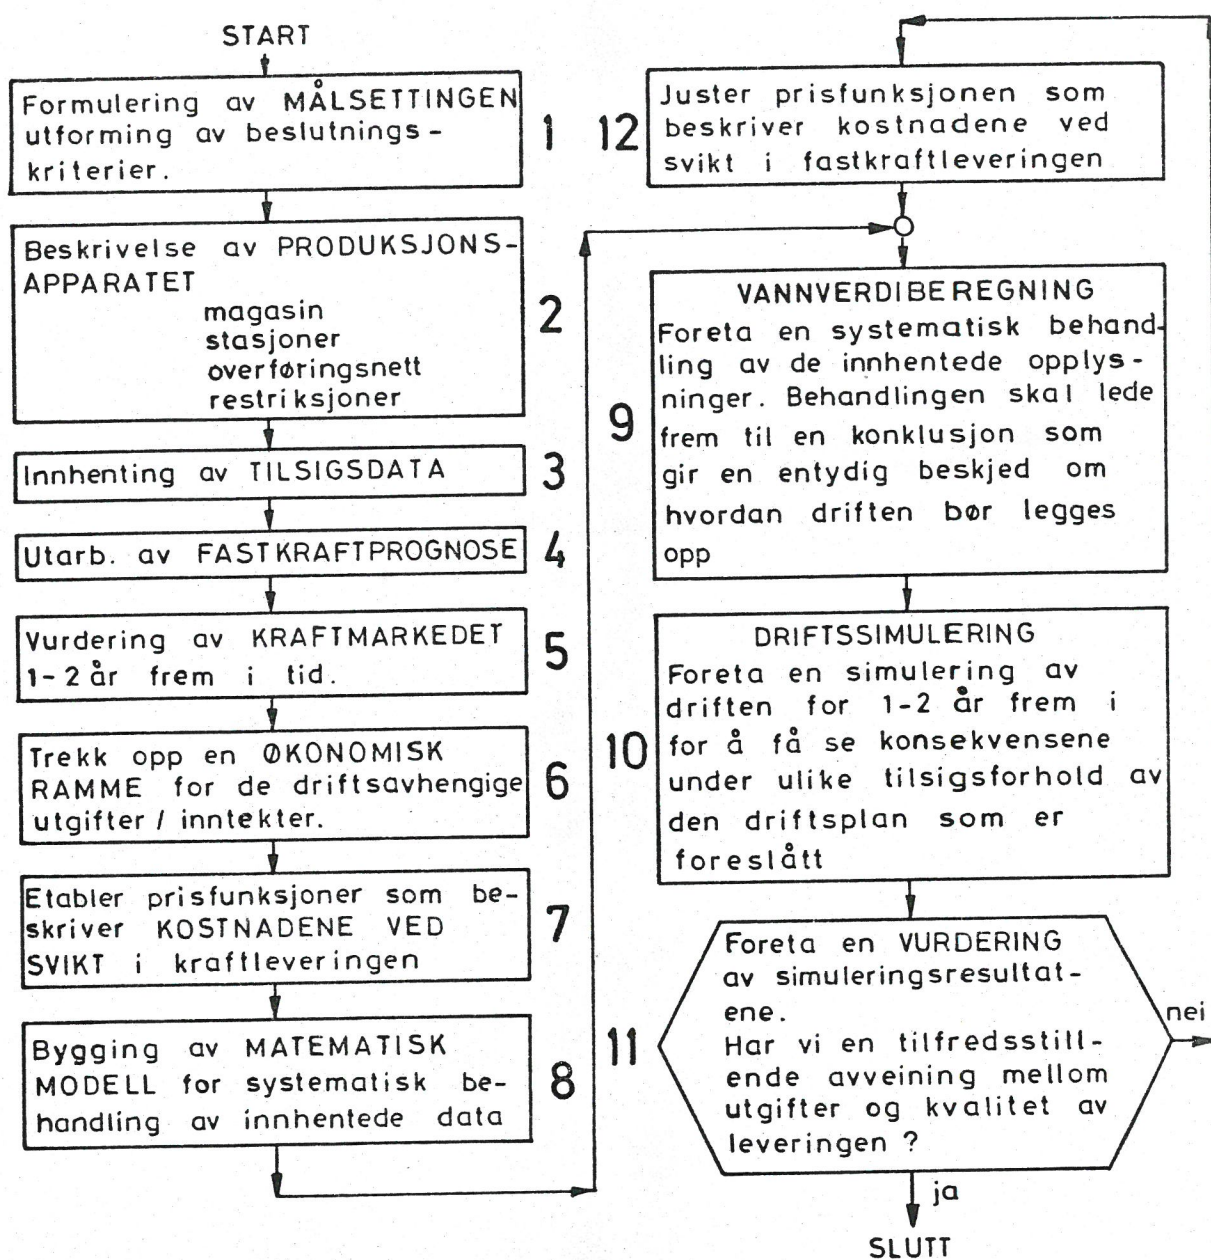 START
Formulering av MÅLSETTINGEN
utforming av beslutnings-
kriterier.
1
Beskrivelse av PRODUKSJONS-
APPARATET
magasin
stasjoner
overføringsnett
restriksjoner
2
Innhenting av TILSIGSDATA
3
Utarb. av FASTKRAFTPROGNOSE
4
Vurdering av KRAFTMARKEDET
1-2 år frem i tid.
5
Trekk opp en ØKONOMISK
RAMME for de driftsavhengige
utgifter / inntekter.
6
Etabler prisfunksjoner som be-
skriver KOSTNADENE VED
SVIKT i kraftleveringen
7
Bygging av MATEMATISK
MODELL for systematisk be-
handling av innhentede data
8
12
Juster prisfunksjonen som
beskriver kostnadene ved
svikt i fastkraftleveringen
9
VANNVERDIBEREGNING
Foreta en systematisk behand-
ling av de innhentede opplys-
ninger. Behandlingen skal lede
frem til en konklusjon som
gir en entydig beskjed om
hvordan driften bør legges
opp
10
DRIFTSSIMULERING
Foreta en simulering av
driften for 1-2 år frem i
for å få se konsekvensene
under ulike tilsigsforhold av
den driftsplan som er
foreslått
11
Foreta en VURDERING
av simuleringsresultat-
ene.
Har vi en tilfredsstill-
ende avveining mellom
utgifter og kvalitet av
leveringen ?
nei
ja
SLUTT